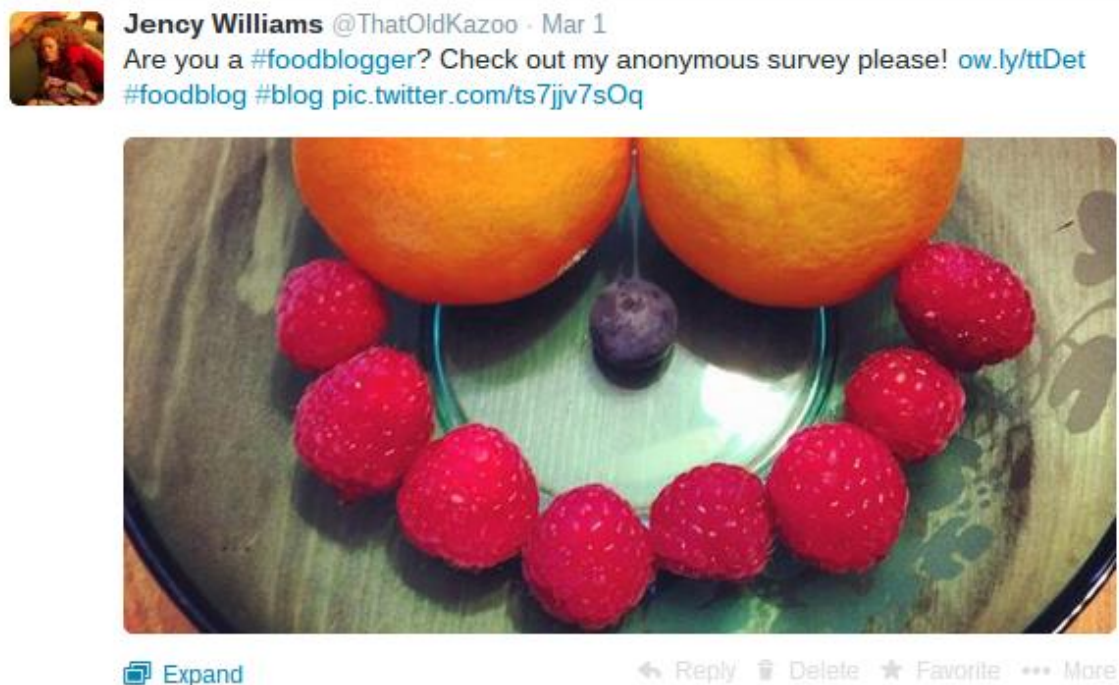 Jency Williams @ThatOldKazoo · Mar 1
Are you a #foodblogger? Check out my anonymous survey please! ow.ly/ttDet
#foodblog #blog pic.twitter.com/ts7jjv7sOq
Expand Reply Delete Favorite More